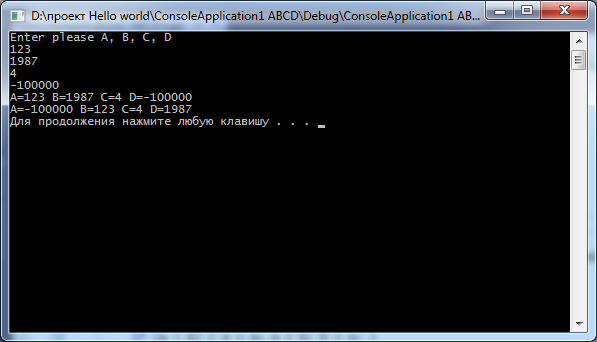 D:\проект Hello world\ConsoleApplication1 ABCD\Debug\ConsoleApplication1 AB...
Enter please A, B, C, D
123
1987
4
-100000
A=123 B=1987 C=4 D=-100000
A=-100000 B=123 C=4 D=1987
Для продолжения нажмите любую клавишу . . .